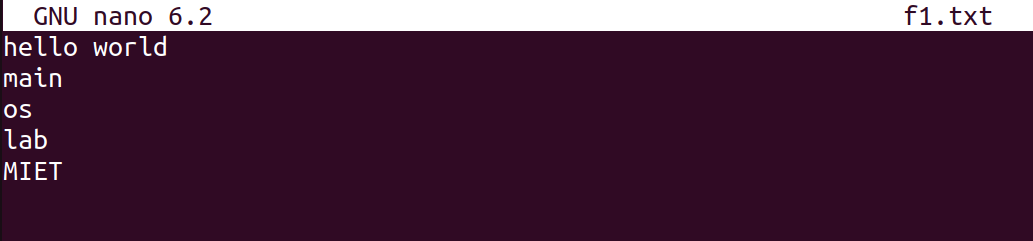 GNU nano 6.2 f1.txt
hello world
main
os
lab
MIET